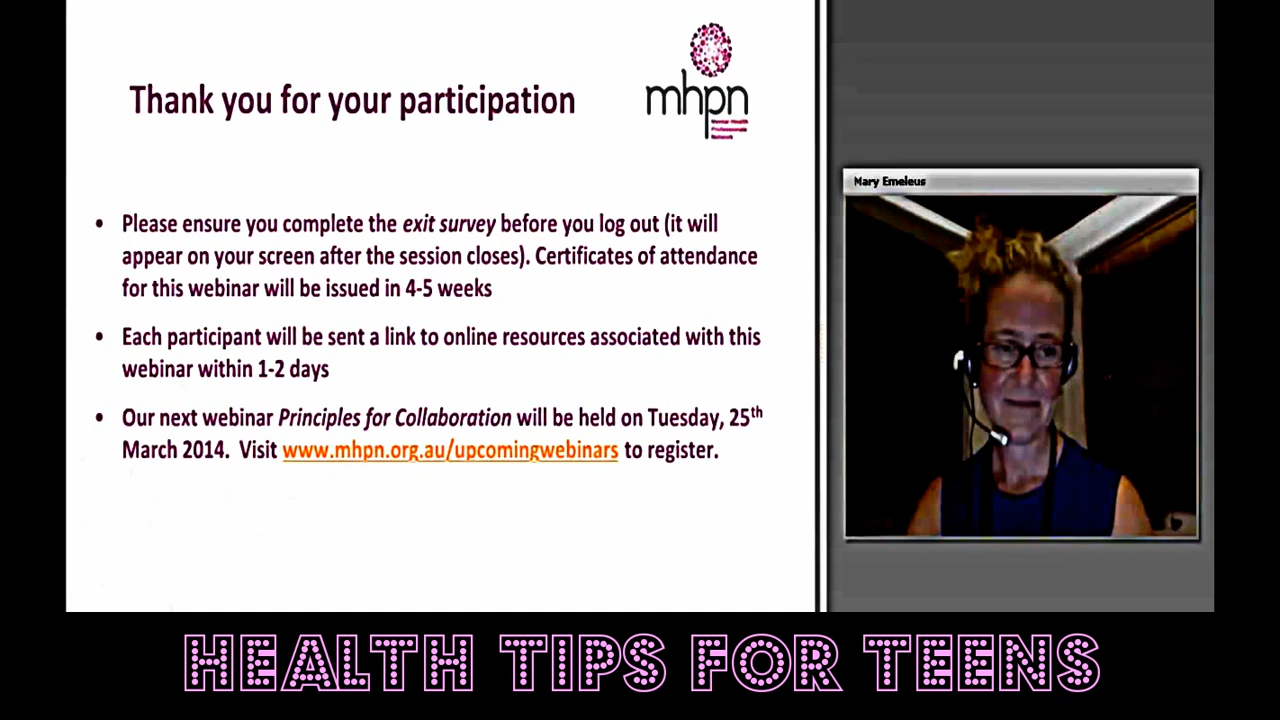 Thank you for your participation
mhpn
Mental Health
Professionals
Network
• Please ensure you complete the exit survey before you log out (it will
appear on your screen after the session closes). Certificates of attendance
for this webinar will be issued in 4-5 weeks
• Each participant will be sent a link to online resources associated with this
webinar within 1-2 days
• Our next webinar Principles for Collaboration will be held on Tuesday, 25th
March 2014. Visit www.mhpn.org.au/upcomingwebinars to register.
Mary Emeleus
HEALTH TIPS FOR TEENS